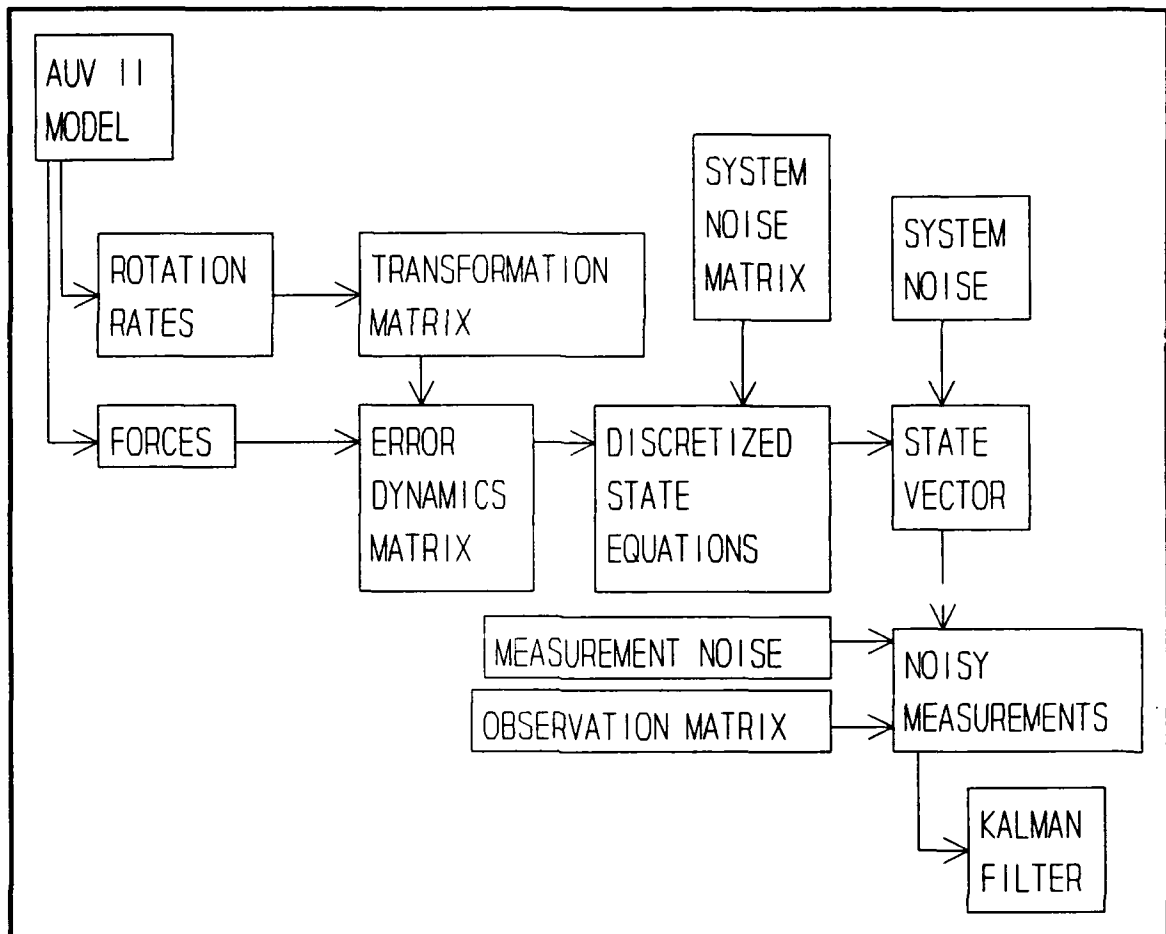 AUV II
MODEL
SYSTEM
NOISE
MATRIX
SYSTEM
NOISE
ROTATION
RATES
TRANSFORMATION
MATRIX
FORCES
ERROR
DYNAMICS
MATRIX
DISCRETIZED
STATE
EQUATIONS
STATE
VECTOR
MEASUREMENT NOISE
OBSERVATION MATRIX
NOISY
MEASUREMENTS
KALMAN
FILTER